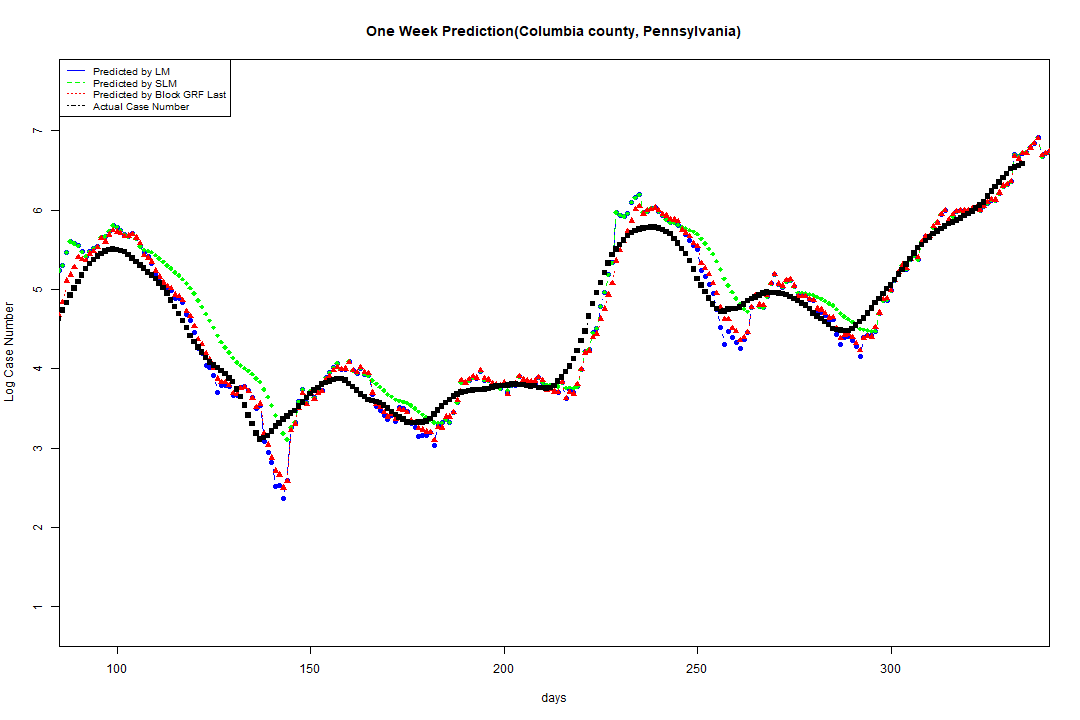 One Week Prediction(Columbia county, Pennsylvania)
Predicted by LM
Predicted by SLM
Predicted by Block GRF Last
Actual Case Number
7
6
5
4
3
2
1
Log Case Number
100 150 200 250 300
days